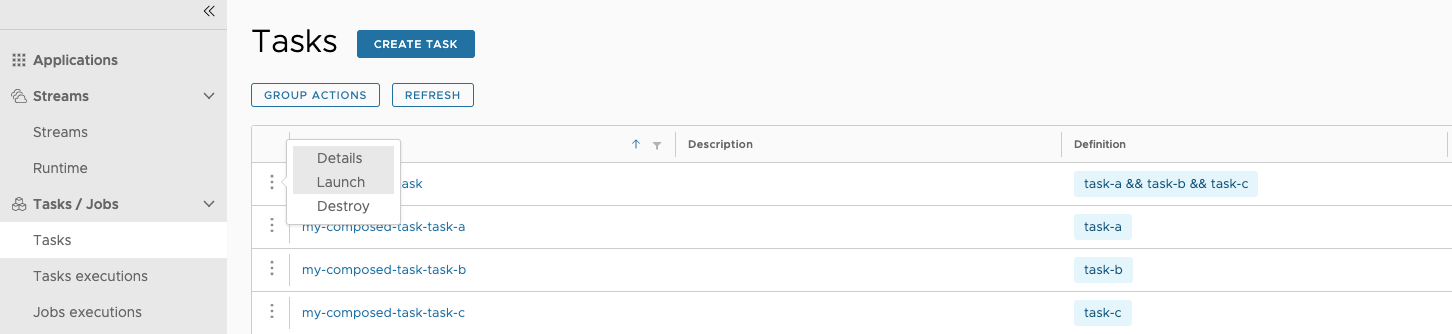 Applications
Streams
Streams
Runtime
Tasks / Jobs
Tasks
Tasks executions
Jobs executions
Tasks CREATE TASK
GROUP ACTIONS REFRESH
Description Definition
Details
Launch
Destroy
ask task-a && task-b && task-c
my-composed-task-task-a task-a
my-composed-task-task-b task-b
my-composed-task-task-c task-c